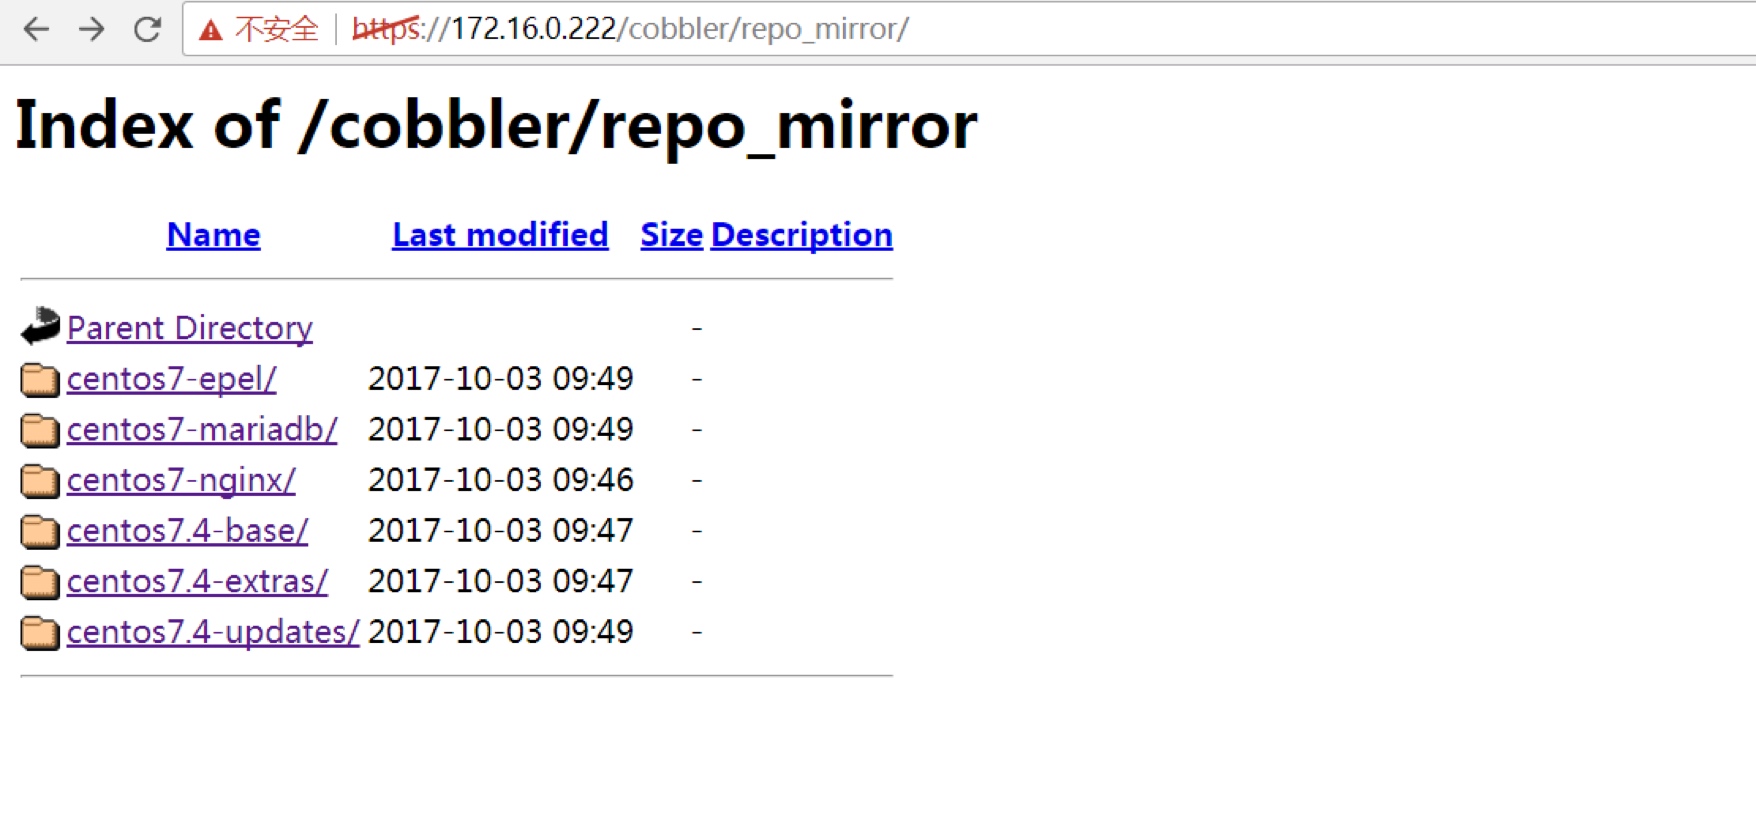 不安全 https://172.16.0.222/cobbler/repo_mirror/
Index of /cobbler/repo_mirror
Name Last modified Size Description
Parent Directory -
centos7-epel/ 2017-10-03 09:49 -
centos7-mariadb/ 2017-10-03 09:49 -
centos7-nginx/ 2017-10-03 09:46 -
centos7.4-base/ 2017-10-03 09:47 -
centos7.4-extras/ 2017-10-03 09:47 -
centos7.4-updates/ 2017-10-03 09:49 -